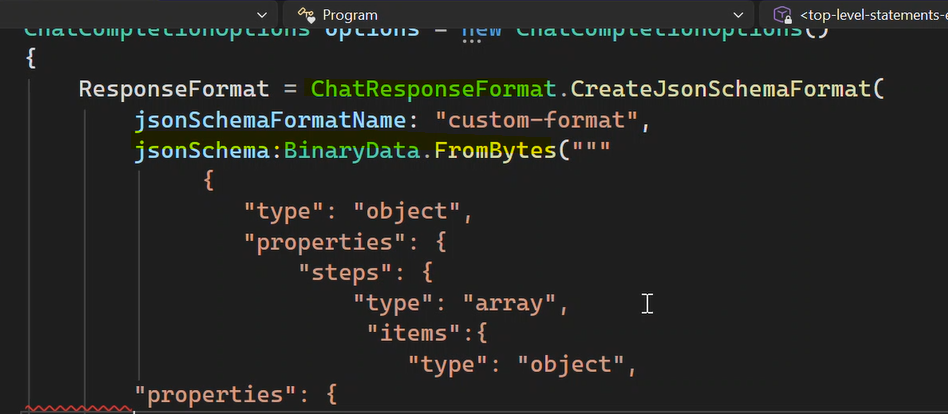 Program
<top-level-statements-e
ChatCompletionOptions options = new ChatCompletionOptions()
{
ResponseFormat = ChatResponseFormat.CreateJsonSchemaFormat(
jsonSchemaFormatName: "custom-format",
jsonSchema:BinaryData.FromBytes("""
{
"type": "object",
"properties": {
"steps": {
"type": "array",
"items":{
"type": "object",
"properties": {